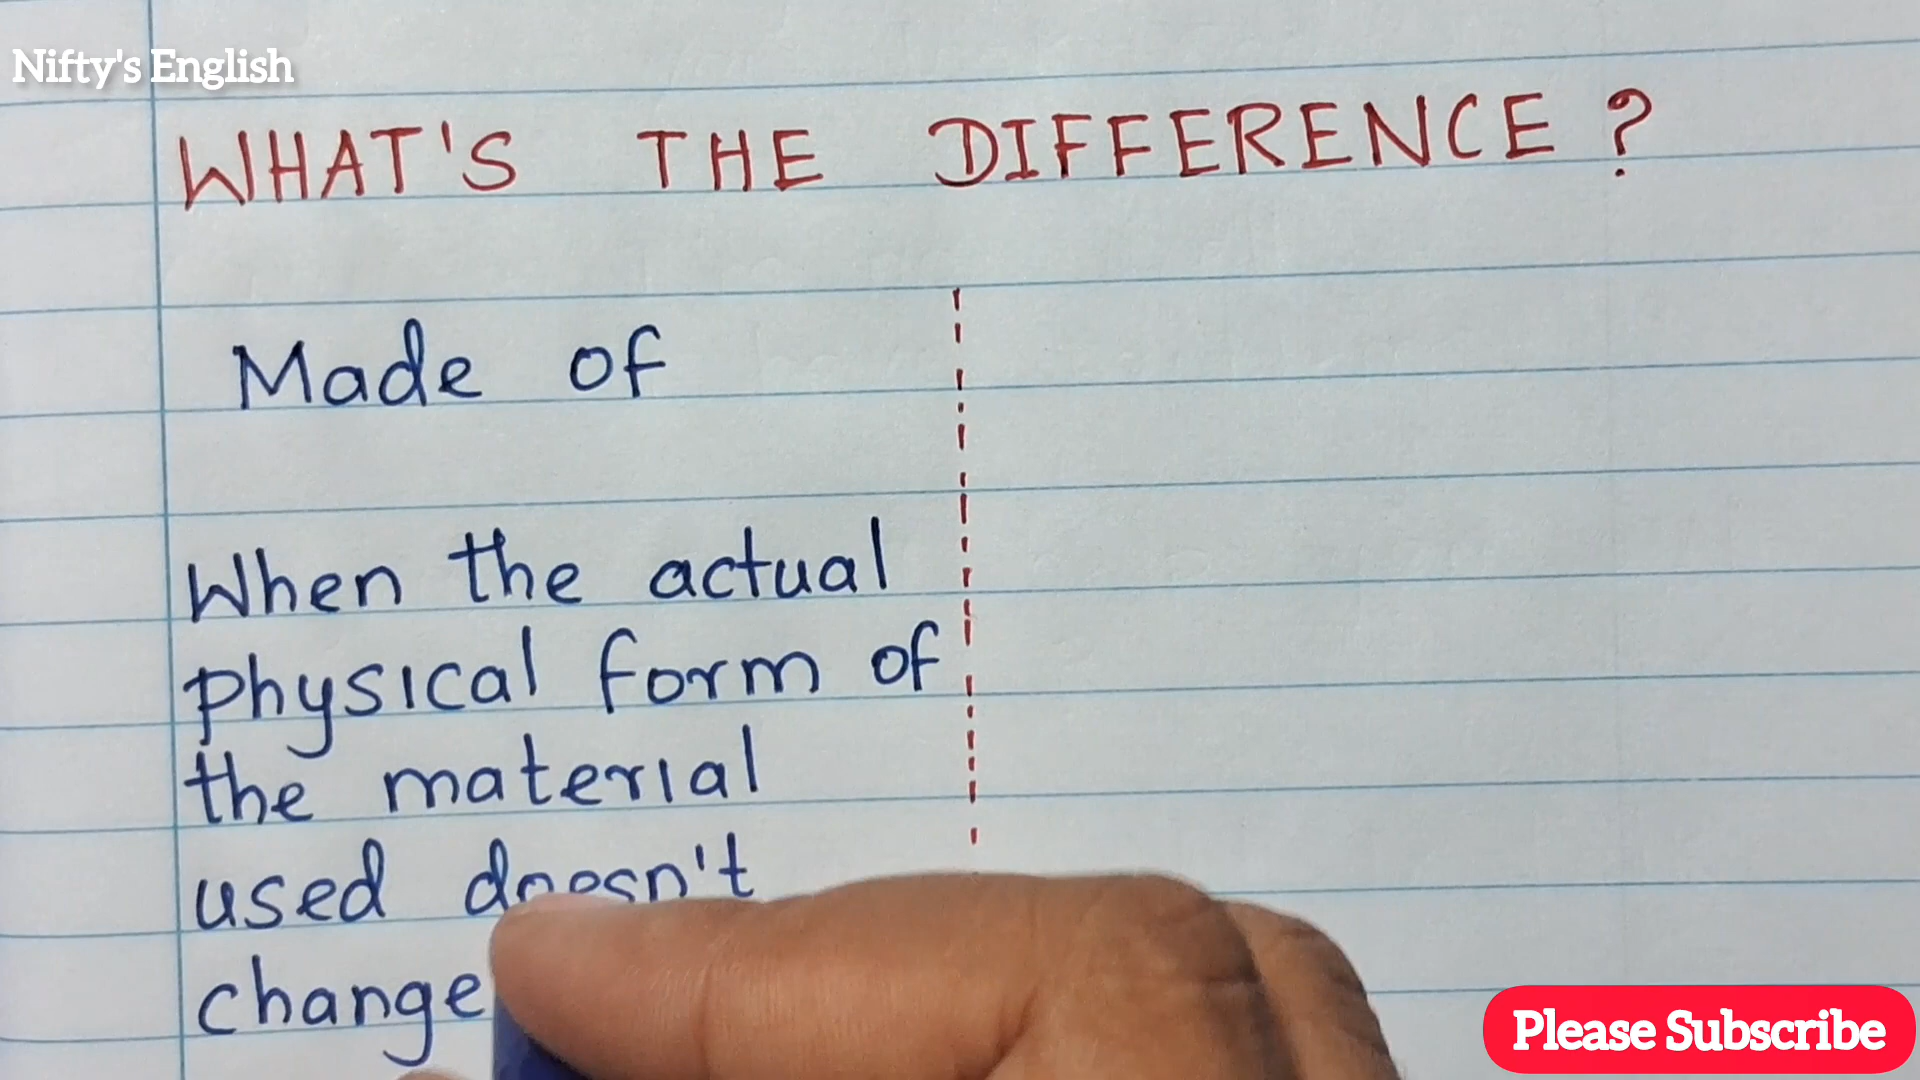 Nifty's English
WHAT'S THE DIFFERENCE ?
Made of
When the actual
physical form of
the material
used doesn't
change
Please Subscribe